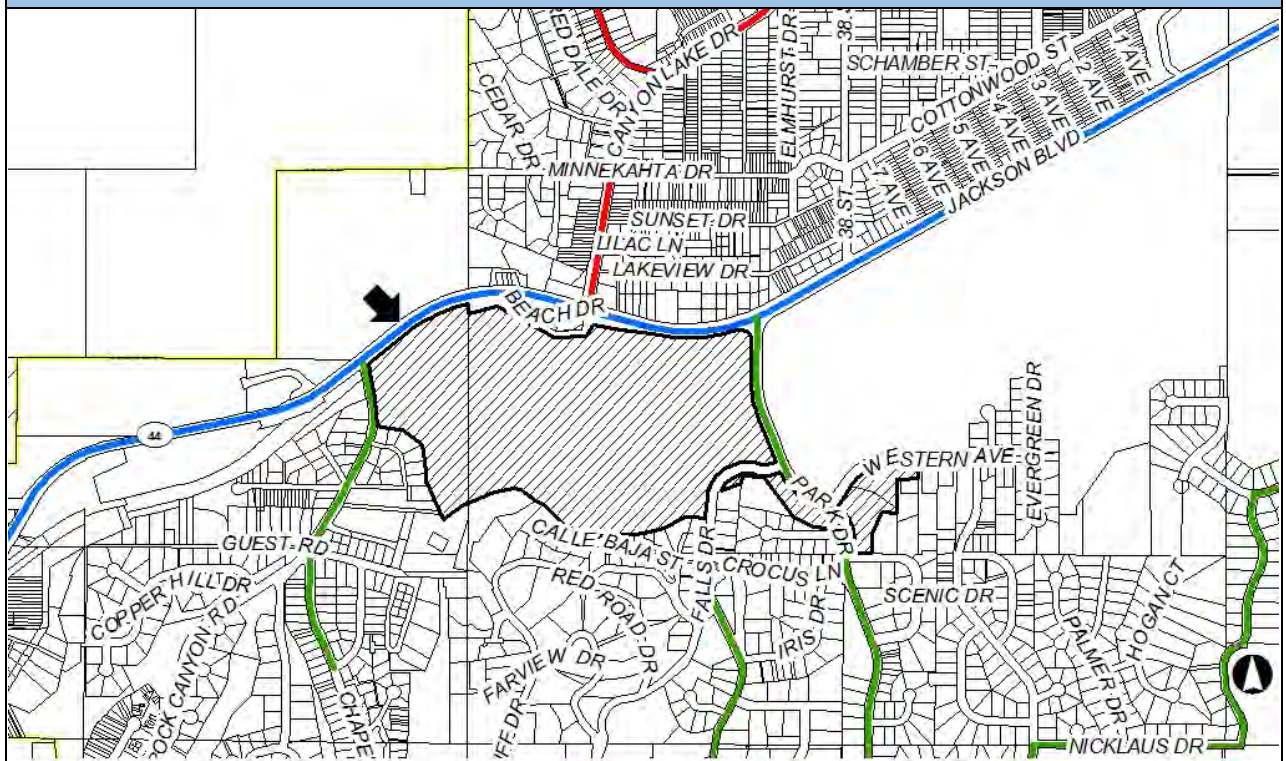 RED DALE DR
CANYON LAKE DR
ELMHURST DR
38 ST
SCHAMBER ST
COTTONWOOD ST
1 AVE
2 AVE
3 AVE
4 AVE
5 AVE
6 AVE
7 AVE
CEDAR DR
MINNEKAHTA DR
JACKSON BLVD
SUNSET DR
38 ST
LILAC LN
LAKEVIEW DR
BEACH DR
44
EVERGREEN DR
WESTERN AVE
PARK DR
GUEST RD
CALLE BAJA ST
FALLS DR
CROCUS LN
COPPER HILL DR
RED ROAD DR
SCENIC DR
HOGAN CT
IRIS DR
PALMER DR
FARVIEW DR
CHAPE
NICKLAUS DR